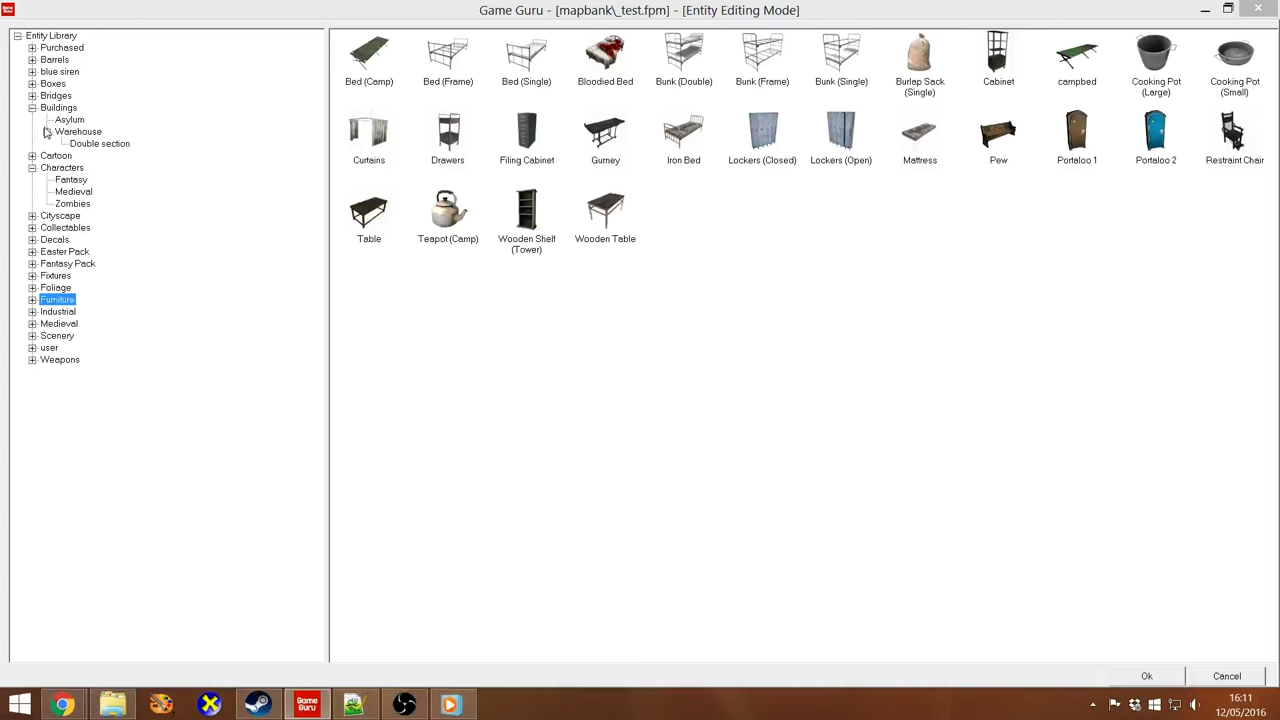 Game Guru - [mapbank\_test.fpm] - [Entity Editing Mode]
Entity Library
Purchased
Barrels
blue siren
Boxes
Bridges
Buildings
Asylum
Warehouse
Double section
Cartoon
Characters
Fantasy
Medieval
Zombies
Cityscape
Collectables
Decals
Easter Pack
Fantasy Pack
Fixtures
Foliage
Furniture
Industrial
Medieval
Scenery
user
Weapons
Bed (Camp)
Bed (Frame)
Bed (Single)
Bloodied Bed
Bunk (Double)
Bunk (Frame)
Bunk (Single)
Burlap Sack
(Single)
Cabinet
campbed
Cooking Pot
(Large)
Cooking Pot
(Small)
Curtains
Drawers
Filing Cabinet
Gurney
Iron Bed
Lockers (Closed)
Lockers (Open)
Mattress
Pew
Portaloo 1
Portaloo 2
Restraint Chair
Table
Teapot (Camp)
Wooden Shelf
(Tower)
Wooden Table
Ok
Cancel
Game
Guru
16:11
12/05/2016